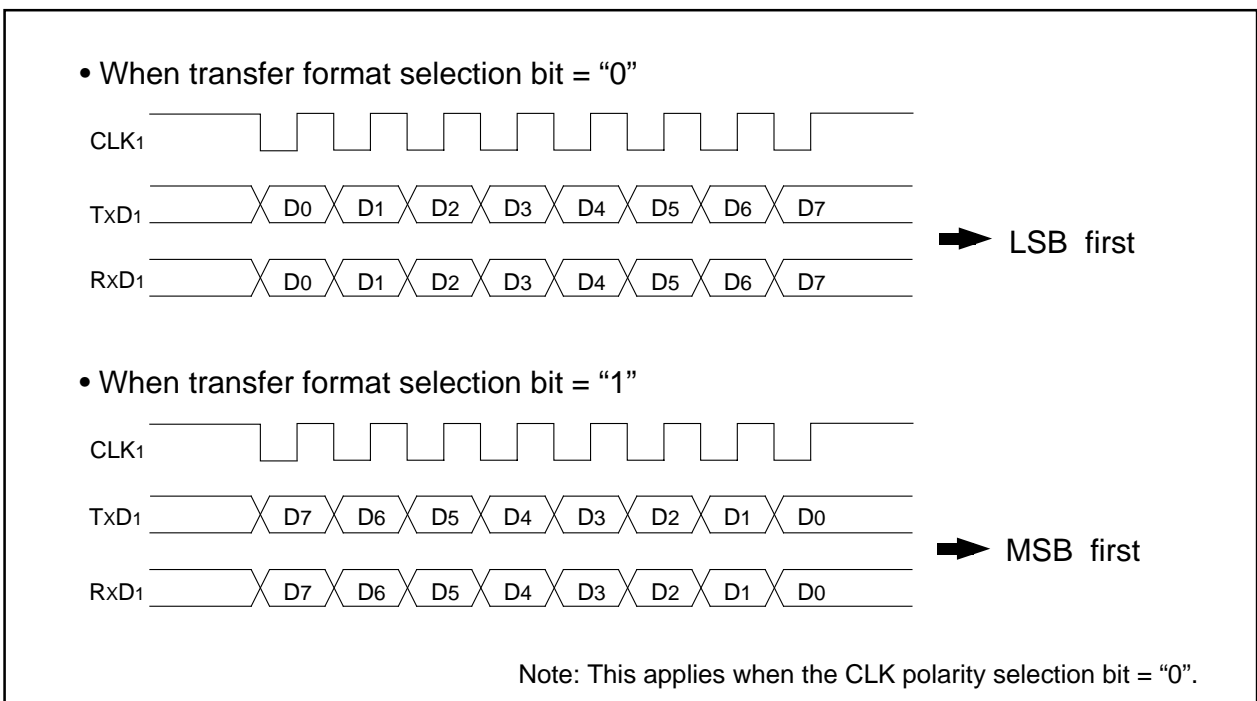 • When transfer format selection bit = “0”
CLK1
TxD1 D0 D1 D2 D3 D4 D5 D6 D7
LSB first
RxD1 D0 D1 D2 D3 D4 D5 D6 D7
• When transfer format selection bit = “1”
CLK1
TxD1 D7 D6 D5 D4 D3 D2 D1 D0
MSB first
RxD1 D7 D6 D5 D4 D3 D2 D1 D0
Note: This applies when the CLK polarity selection bit = “0”.